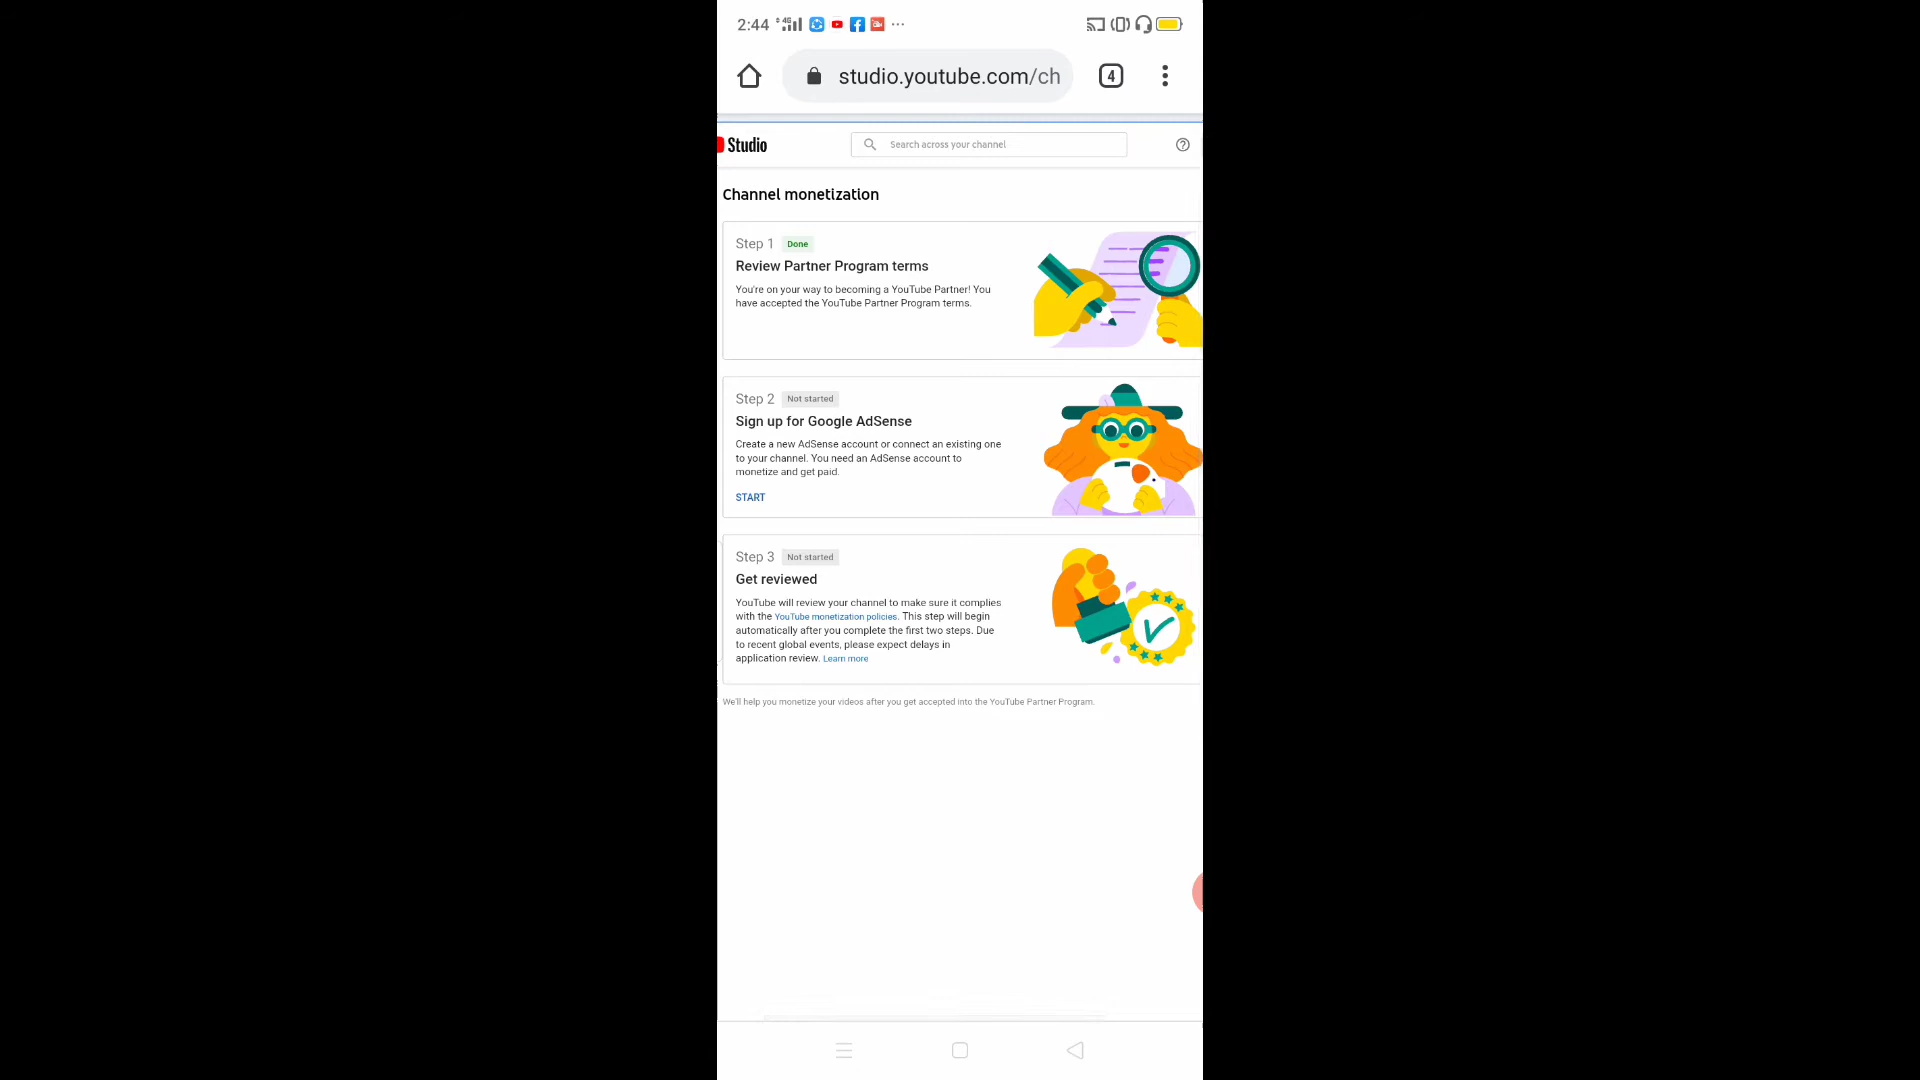 2:44 4G
studio.youtube.com/ch 4
Studio Search across your channel
Channel monetization
Step 1 Done
Review Partner Program terms
You're on your way to becoming a YouTube Partner! You
have accepted the YouTube Partner Program terms.
Step 2 Not started
Sign up for Google AdSense
Create a new AdSense account or connect an existing one
to your channel. You need an AdSense account to
monetize and get paid.
START
Step 3 Not started
Get reviewed
YouTube will review your channel to make sure it complies
with the YouTube monetization policies. This step will begin
automatically after you complete the first two steps. Due
to recent global events, please expect delays in
application review. Learn more
We'll help you monetize your videos after you get accepted into the YouTube Partner Program.